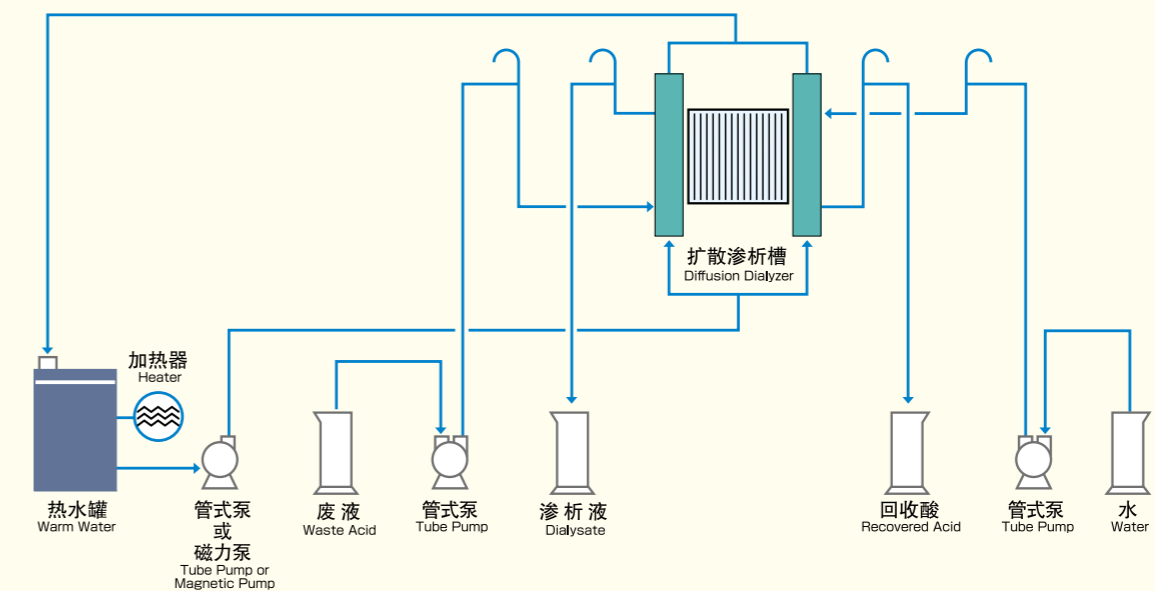 扩散渗析槽
Diffusion Dialyzer
加热器
Heater
热水罐
Warm Water
管式泵
或
磁力泵
Tube Pump or
Magnetic Pump
废 液
Waste Acid
管式泵
Tube Pump
渗 析 液
Dialysate
回收酸
Recovered Acid
管式泵
Tube Pump
水
Water